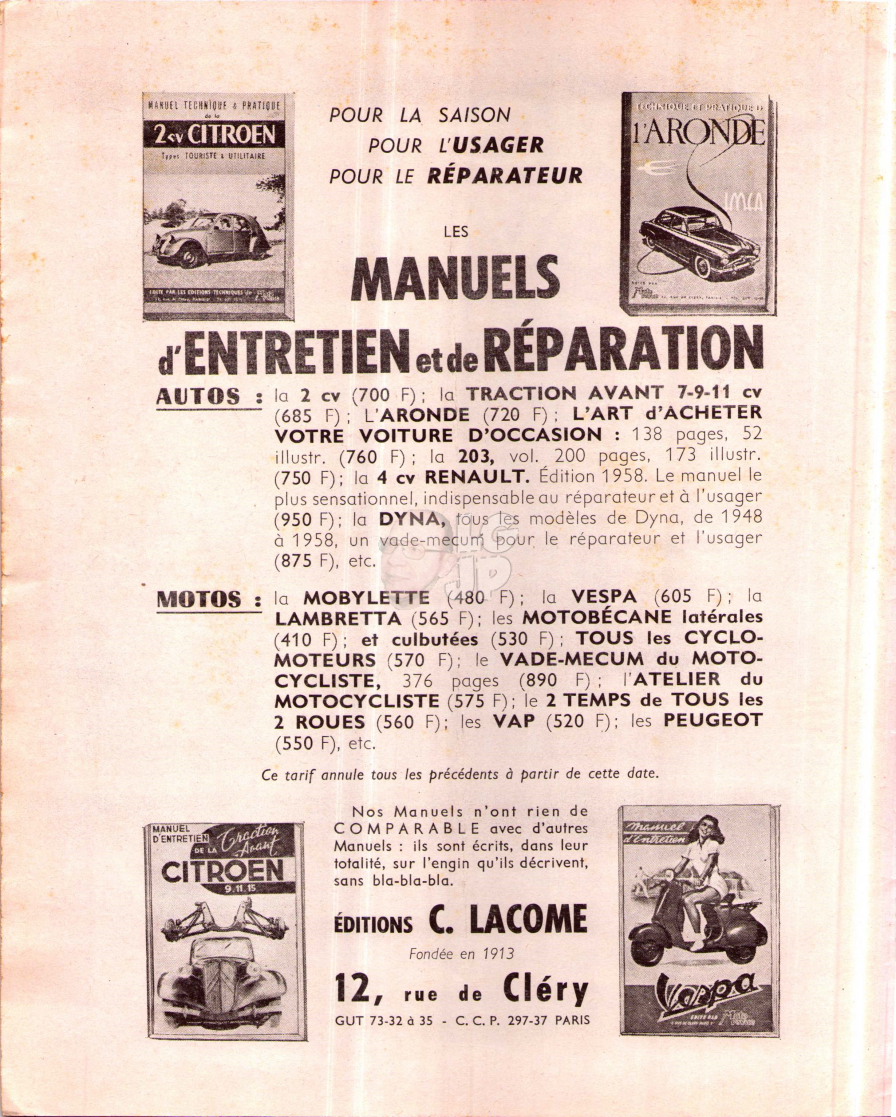 MANUEL TECHNIQUE & PRATIQUE
de la
2cv CITROEN
Types TOURISTE & UTILITAIRE
POUR LA SAISON
POUR L'USAGER
POUR LE RÉPARATEUR
TECHNIQUE ET PRATIQUE DE
l'ARONDE
SIMCA
LES
MANUELS
d'ENTRETIEN et de RÉPARATION
AUTOS : la 2 cv (700 F) ; la TRACTION AVANT 7-9-11 cv
(685 F) ; L'ARONDE (720 F) ; L'ART d'ACHETER
VOTRE VOITURE D'OCCASION : 138 pages, 52
illustr. (760 F) ; la 203, vol. 200 pages, 173 illustr.
(750 F) ; la 4 cv RENAULT. Édition 1958. Le manuel le
plus sensationnel, indispensable au réparateur et à l'usager
(950 F) ; la DYNA, tous les modèles de Dyna, de 1948
à 1958, un vade-mecum pour le réparateur et l'usager
(875 F), etc.
MOTOS : la MOBYLETTE (480 F) ; la VESPA (605 F) ; la
LAMBRETTA (565 F) ; les MOTOBÉCANE latérales
(410 F) ; et culbutées (530 F) ; TOUS les CYCLO-
MOTEURS (570 F) ; le VADE-MECUM du MOTO-
CYCLISTE, 376 pages (890 F) ; l'ATELIER du
MOTOCYCLISTE (575 F) ; le 2 TEMPS de TOUS les
2 ROUES (560 F) ; les VAP (520 F) ; les PEUGEOT
(550 F), etc.
Ce tarif annule tous les précédents à partir de cette date.
MANUEL
D'ENTRETIEN
DE LA Traction
Avant
CITROEN
9.11.15
Nos Manuels n'ont rien de
COMPARABLE avec d'autres
Manuels : ils sont écrits, dans leur
totalité, sur l'engin qu'ils décrivent,
sans bla-bla-bla.
ÉDITIONS C. LACOME
Fondée en 1913
12, rue de Cléry
GUT 73-32 à 35 - C. C. P. 297-37 PARIS
manuel
d'entretien
Vespa